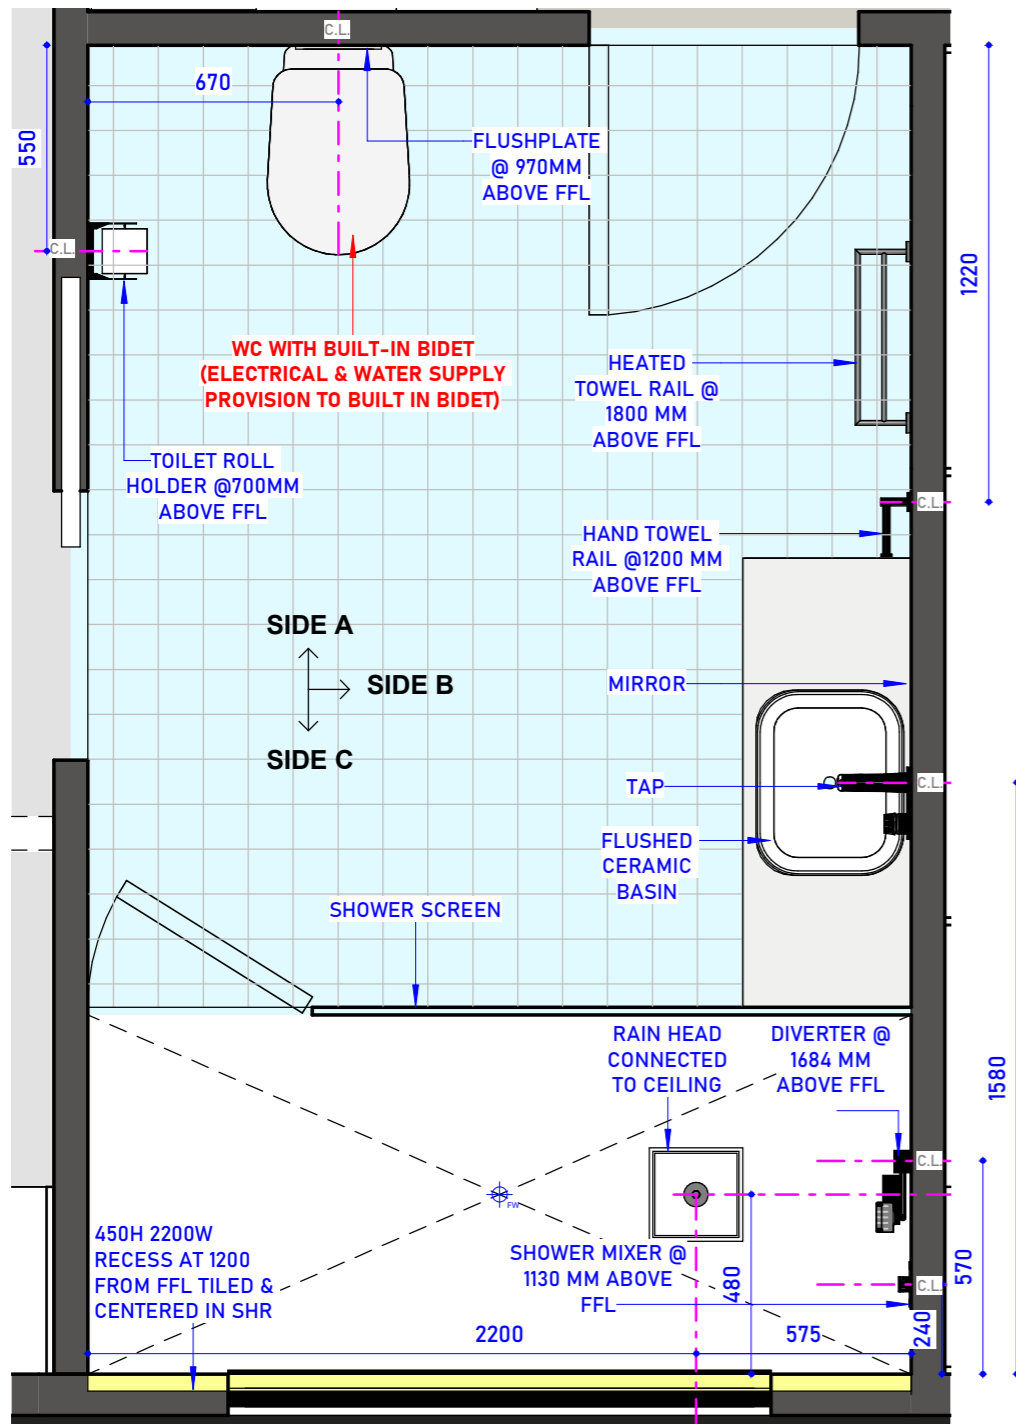 C.L.
670
550
FLUSHPLATE
@ 970MM
ABOVE FFL
C.L.
1220
WC WITH BUILT-IN BIDET
(ELECTRICAL & WATER SUPPLY
PROVISION TO BUILT IN BIDET)
HEATED
TOWEL RAIL @
1800 MM
ABOVE FFL
TOILET ROLL
HOLDER @700MM
ABOVE FFL
C.L.
HAND TOWEL
RAIL @1200 MM
ABOVE FFL
SIDE A
SIDE B
SIDE C
MIRROR
TAP
C.L.
FLUSHED
CERAMIC
BASIN
SHOWER SCREEN
RAIN HEAD
CONNECTED
TO CEILING
DIVERTER @
1684 MM
ABOVE FFL
1580
C.L.
FW
450H 2200W
RECESS AT 1200
FROM FFL TILED &
CENTERED IN SHR
SHOWER MIXER @
1130 MM ABOVE
FFL
480
570
C.L.
2200
575
240